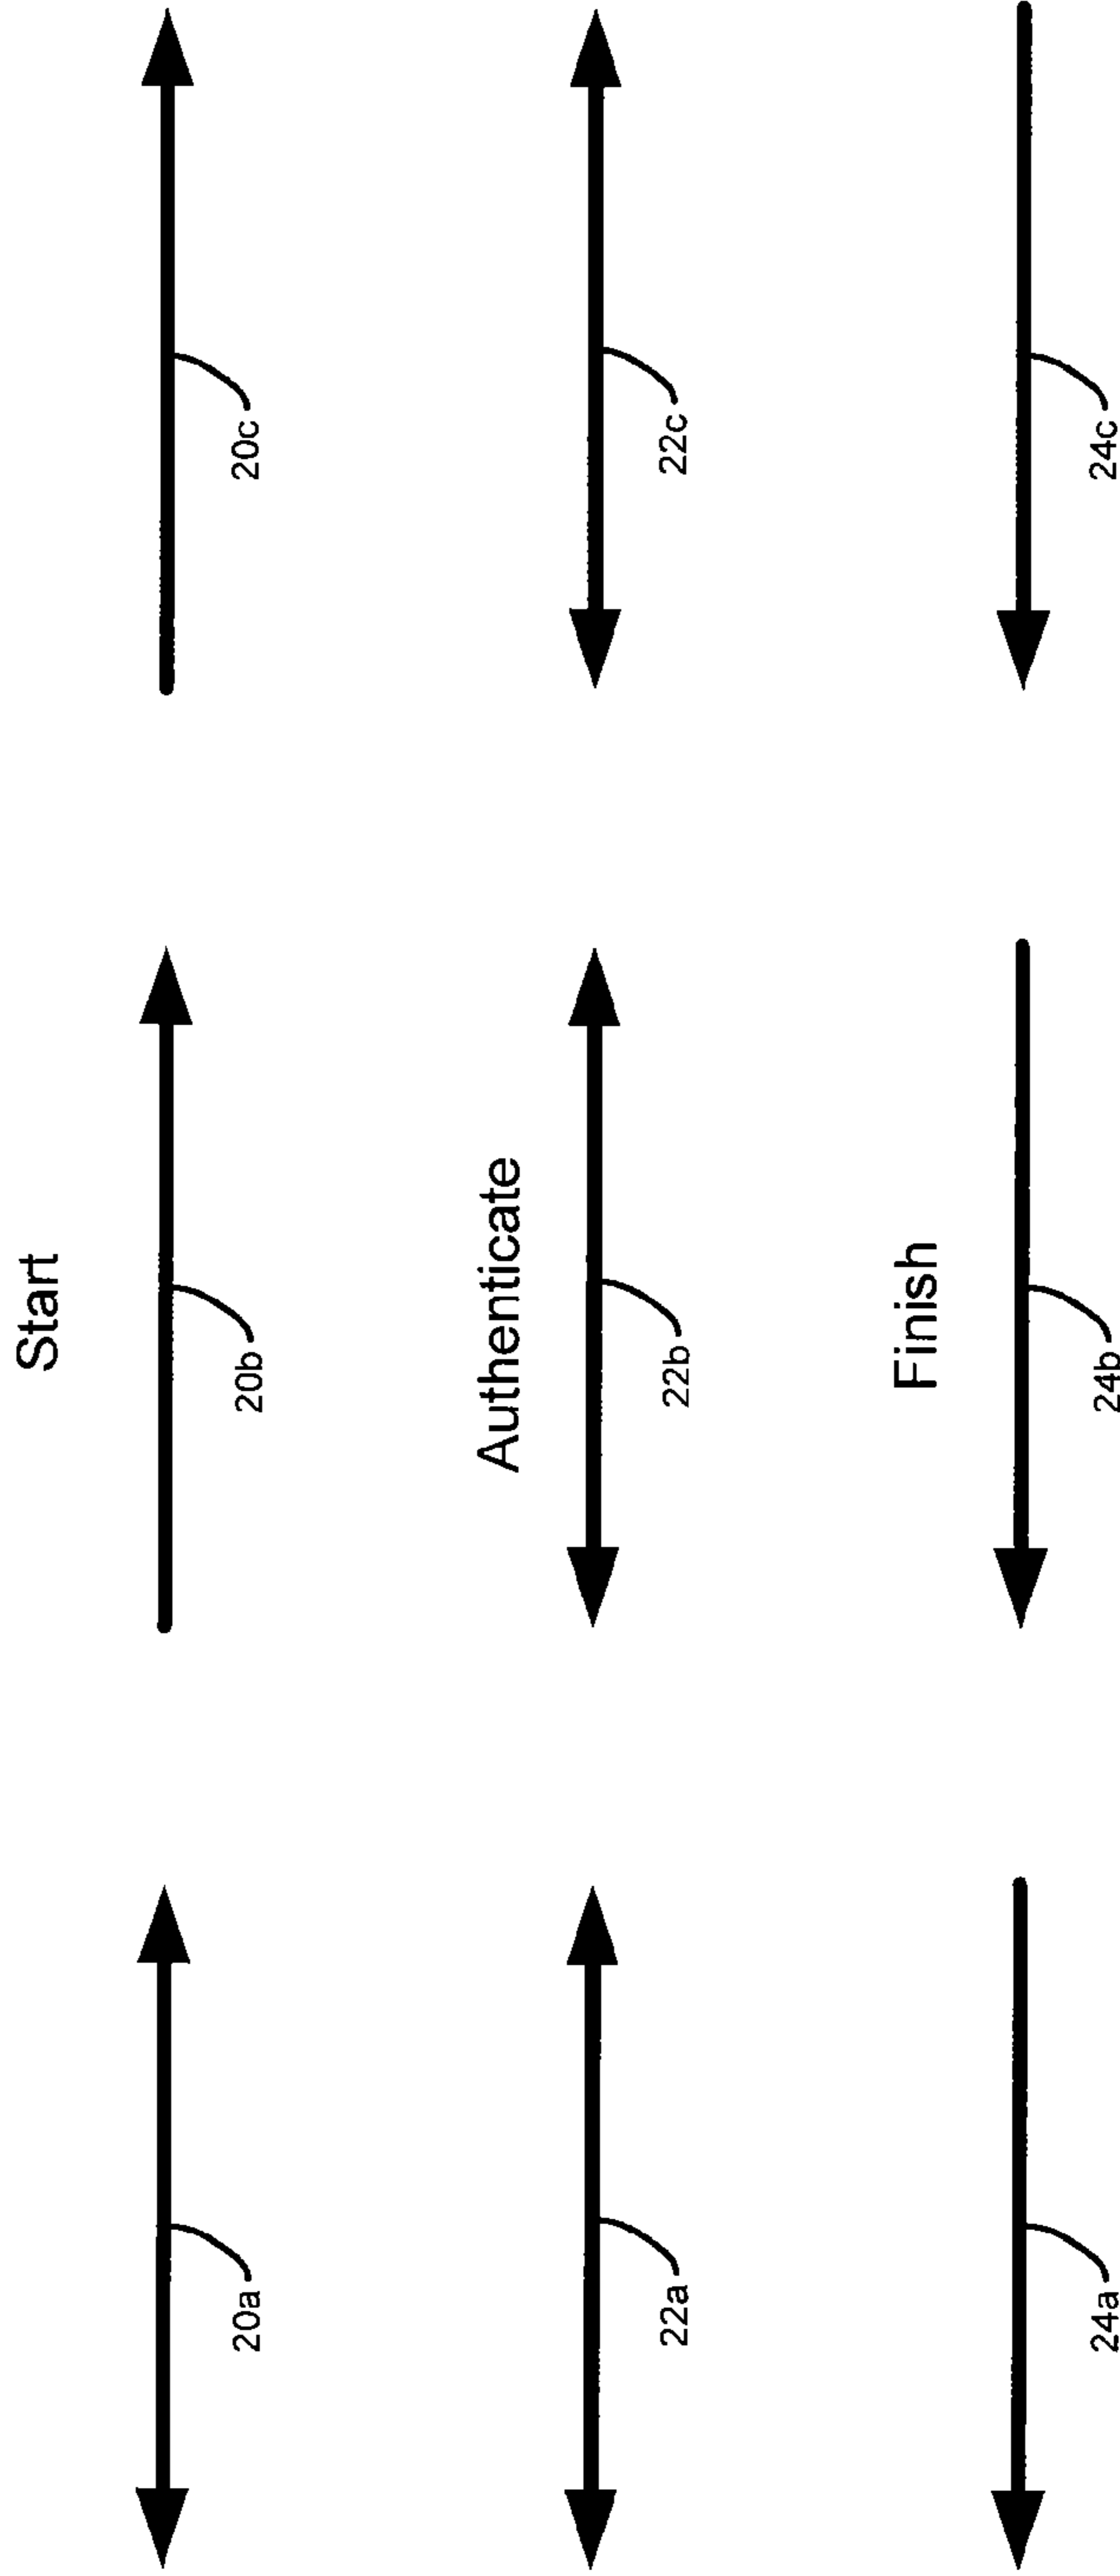 Start
20a
20b
20c
Authenticate
22a
22b
22c
Finish
24a
24b
24c